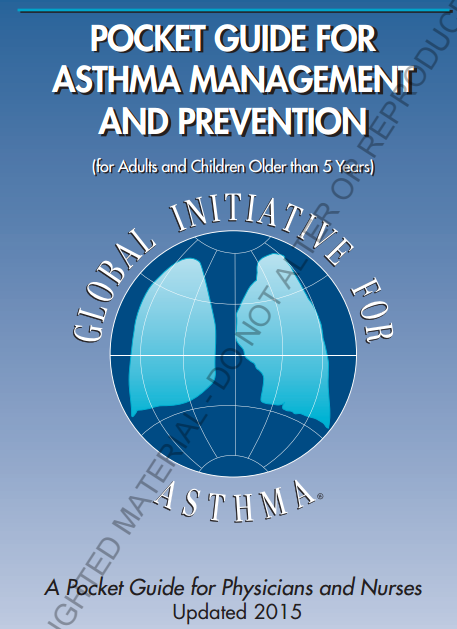 POCKET GUIDE FOR
ASTHMA MANAGEMENT
AND PREVENTION
(for Adults and Children Older than 5 Years)
GLOBAL INITIATIVE FOR
ASTHMA®
IGHTED MATERIAL - DO NOT ALTER OR REPRODUC
A Pocket Guide for Physicians and Nurses
Updated 2015